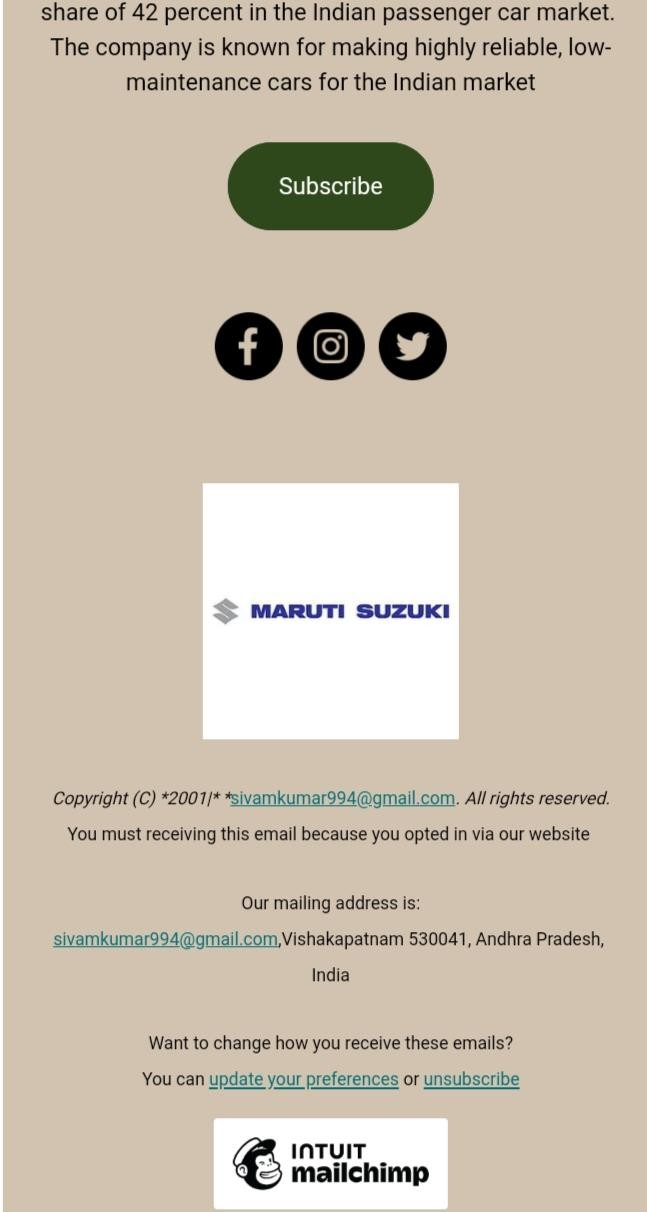 share of 42 percent in the Indian passenger car market.
The company is known for making highly reliable, low-
maintenance cars for the Indian market
Subscribe
MARUTI SUZUKI
Copyright (C) *2001|* *sivamkumar994@gmail.com. All rights reserved.
You must receiving this email because you opted in via our website
Our mailing address is:
sivamkumar994@gmail.com,Vishakapatnam 530041, Andhra Pradesh,
India
Want to change how you receive these emails?
You can update your preferences or unsubscribe
INTUIT
mailchimp